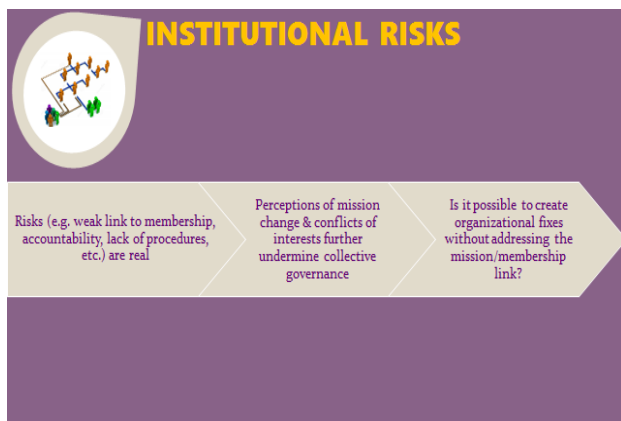 INSTITUTIONAL RISKS
Risks (e.g. weak link to membership,
accountability, lack of procedures,
etc.) are real
Perceptions of mission
change & conflicts of
interests further
undermine collective
governance
Is it possible to create
organizational fixes
without addressing the
mission/membership
link?